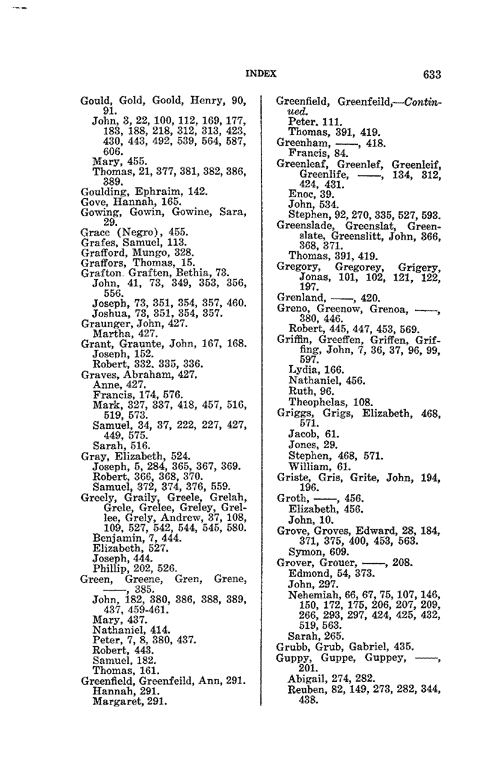 INDEX
633
Gould, Gold, Goold, Henry, 90,
91.
John, 3, 22, 100, 112, 169, 177,
183, 188, 218, 312, 313, 423,
430, 443, 492, 539, 564, 587,
606.
Mary, 455.
Thomas, 21, 377, 381, 382, 386,
389.
Goulding, Ephraim, 142.
Gove, Hannah, 165.
Gowing, Gowin, Gowine, Sara,
29.
Grace (Negro), 455.
Grafes, Samuel, 113.
Grafford, Mungo, 328.
Graffors, Thomas, 15.
Grafton, Graften, Bethia, 73.
John, 41, 73, 349, 353, 356,
556.
Joseph, 73, 351, 354, 357, 460.
Joshua, 73, 351, 354, 357.
Graunger, John, 427.
Martha, 427.
Grant, Graunte, John, 167, 168.
Joseph, 152.
Robert, 332, 335, 336.
Graves, Abraham, 427.
Anne, 427.
Francis, 174, 576.
Mark, 327, 337, 418, 457, 516,
519, 573.
Samuel, 34, 37, 222, 227, 427,
449, 575.
Sarah, 516.
Gray, Elizabeth, 524.
Joseph, 5, 284, 365, 367, 369.
Robert, 366, 368, 370.
Samuel, 372, 374, 376, 559.
Greely, Graily, Greele, Grelah,
Grele, Grelee, Greley, Grel-
lee, Grely, Andrew, 37, 108,
109, 527, 542, 544, 545, 580.
Benjamin, 7, 444.
Elizabeth, 527.
Joseph, 444.
Phillip, 202, 526.
Green, Greene, Gren, Grene,
——, 385.
John, 182, 380, 386, 388, 389,
437, 459-461.
Mary, 437.
Nathaniel, 414.
Peter, 7, 8, 380, 437.
Robert, 443.
Samuel, 182.
Thomas, 161.
Greenfield, Greenfeild, Ann, 291.
Hannah, 291.
Margaret, 291.
Greenfield, Greenfeild,—Contin-
ued.
Peter, 111.
Thomas, 391, 419.
Greenham, ——, 418.
Francis, 84.
Greenleaf, Greenlef, Greenleif,
Greenlife, ——, 134, 312,
424, 431.
Enoc, 39.
John, 534.
Stephen, 92, 270, 335, 527, 593.
Greenslade, Greenslat, Green-
slate, Greenslitt, John, 366,
368, 371.
Thomas, 391, 419.
Gregory, Gregorey, Grigery,
Jonas, 101, 102, 121, 122,
197.
Grenland, ——, 420.
Greno, Greenow, Grenoa, ——,
380, 446.
Robert, 445, 447, 453, 569.
Griffin, Greeffen, Griffen, Grif-
fing, John, 7, 36, 37, 96, 99,
597.
Lydia, 166.
Nathaniel, 456.
Ruth, 96.
Theophelas, 108.
Griggs, Grigs, Elizabeth, 468,
571.
Jacob, 61.
Jones, 29.
Stephen, 468, 571.
William, 61.
Griste, Gris, Grite, John, 194,
196.
Groth, ——, 456.
Elizabeth, 456.
John, 10.
Grove, Groves, Edward, 28, 184,
371, 375, 400, 453, 563.
Symon, 609.
Grover, Grouer, ——, 208.
Edmond, 54, 373.
John, 297.
Nehemiah, 66, 67, 75, 107, 146,
150, 172, 175, 206, 207, 209,
266, 293, 297, 424, 425, 432,
519, 563.
Sarah, 265.
Grubb, Grub, Gabriel, 435.
Guppy, Guppe, Guppey, ——,
201.
Abigail, 274, 282.
Reuben, 82, 149, 273, 282, 344,
438.